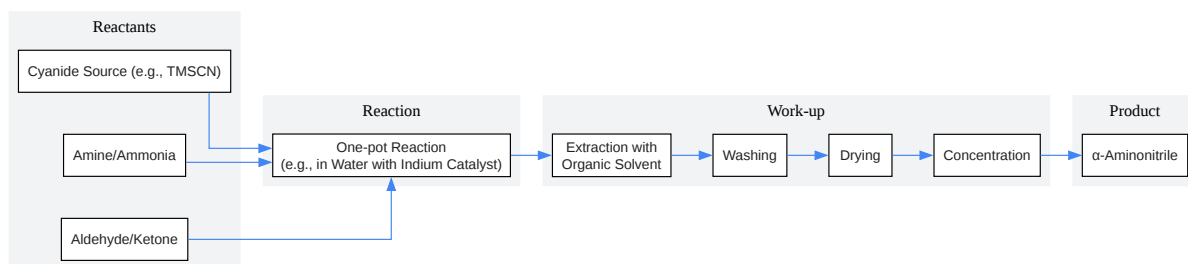 Reactants
Cyanide Source (e.g., TMSCN)
Amine/Ammonia
Aldehyde/Ketone
Reaction
One-pot Reaction
(e.g., in Water with Indium Catalyst)
Work-up
Extraction with
Organic Solvent
Washing
Drying
Concentration
Product
α-Aminonitrile